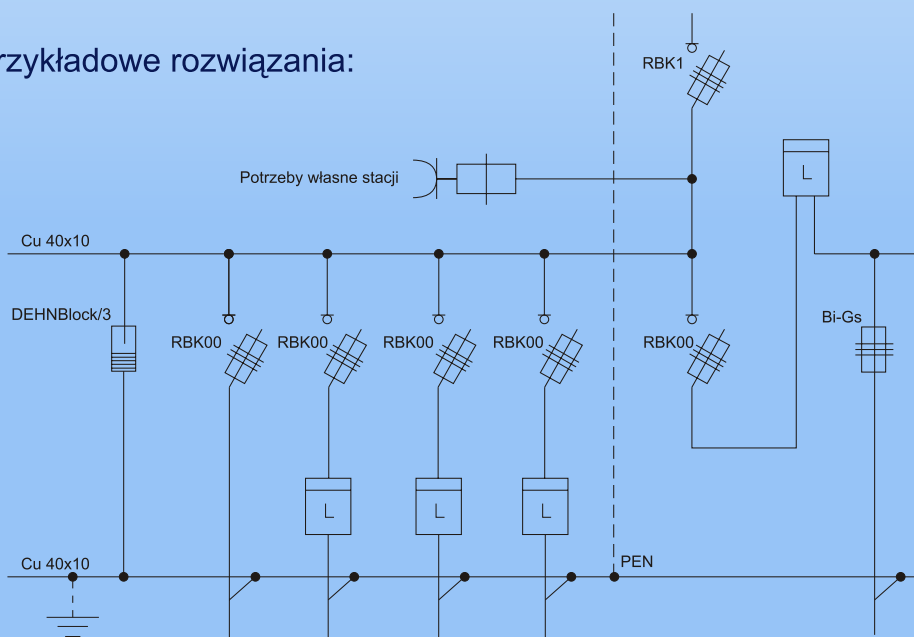 rzykładowe rozwiązania:
RBK1
Potrzeby własne stacji
L
Cu 40x10
DEHNBlock/3
Bi-Gs
RBK00
RBK00
RBK00
RBK00
RBK00
L
L
L
Cu 40x10
PEN